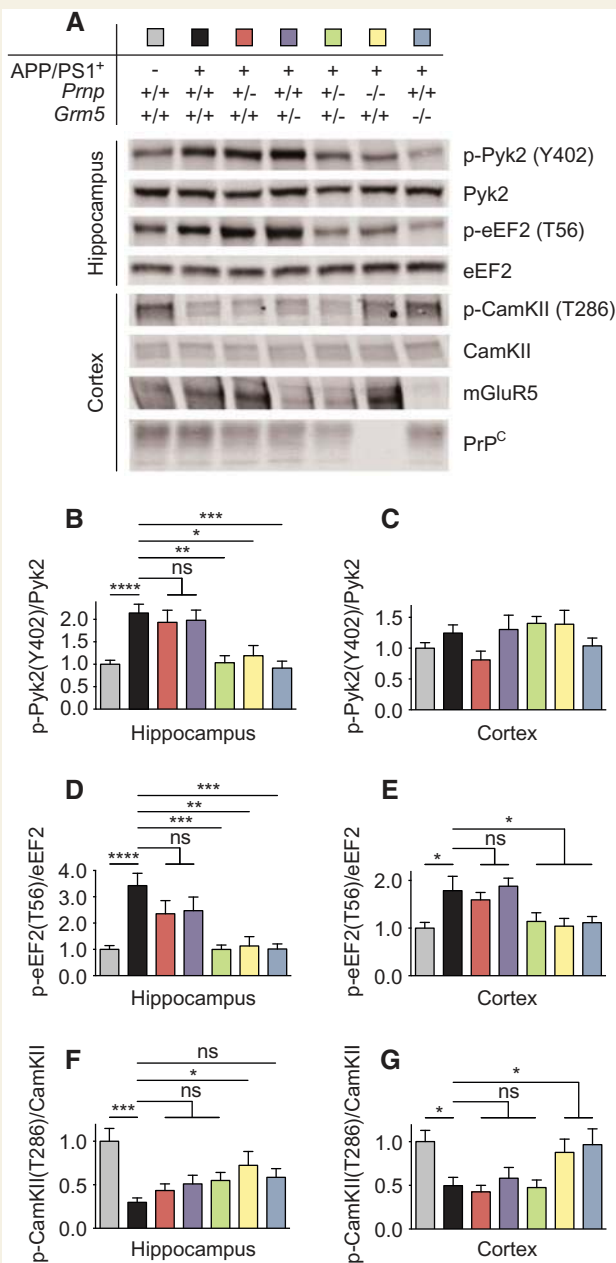 A
APP/PS1+ - + + + + + +
Prnp +/+ +/+ +/- +/+ +/- -/- +/+
Grm5 +/+ +/+ +/+ +/- +/- +/+ -/-
Hippocampus
p-Pyk2 (Y402)
Pyk2
p-eEF2 (T56)
eEF2
Cortex
p-CamKII (T286)
CamKII
mGluR5
PrPC
B
***
*
**
ns
****
p-Pyk2(Y402)/Pyk2
2.0
1.5
1.0
0.5
0.0
Hippocampus
C
p-Pyk2(Y402)/Pyk2
1.5
1.0
0.5
0.0
Cortex
D
***
**
***
ns
****
p-eEF2(T56)/eEF2
4.0
3.0
2.0
1.0
0.0
Hippocampus
E
*
ns
*
p-eEF2(T56)/eEF2
2.0
1.0
0.0
Cortex
F
ns
*
ns
***
p-CamKII(T286)/CamKII
1.0
0.5
0.0
Hippocampus
G
*
ns
*
p-CamKII(T286)/CamKII
1.0
0.5
0.0
Cortex